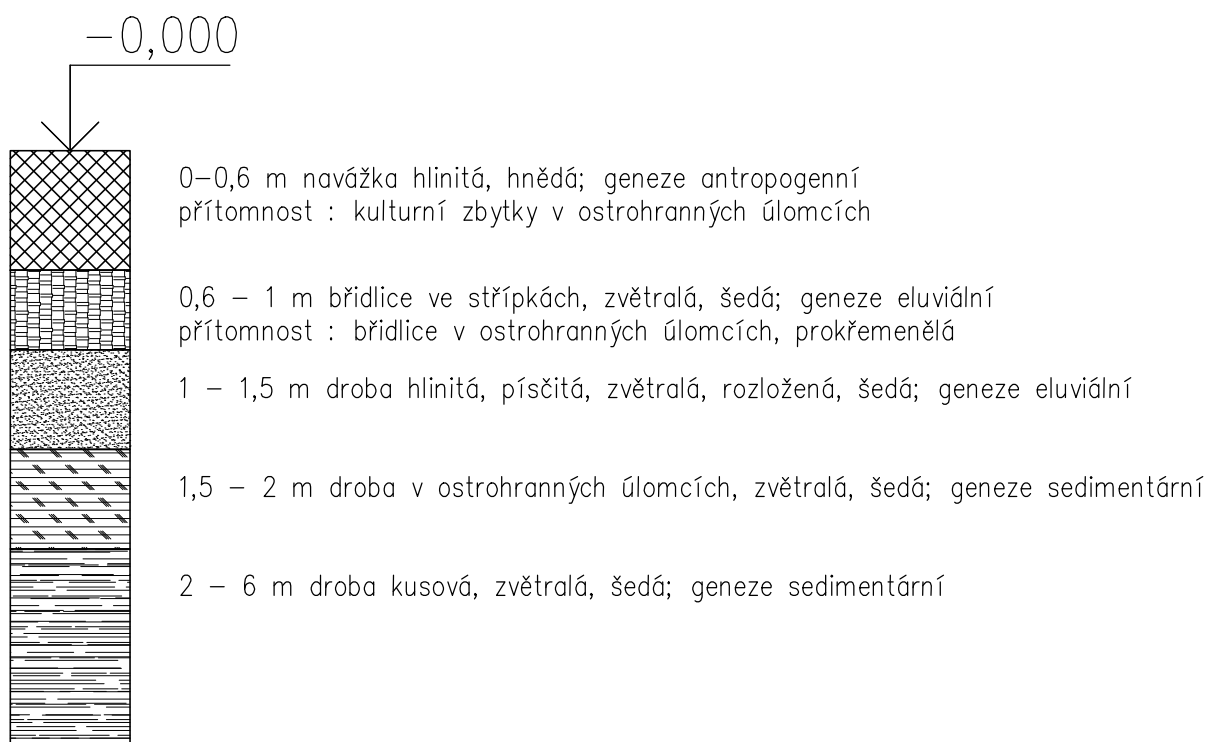 −0,000
0−0,6 m navážka hlinitá, hnědá; geneze antropogenní
přítomnost : kulturní zbytky v ostrohranných úlomcích
0,6 − 1 m břidlice ve střípkách, zvětralá, šedá; geneze eluviální
přítomnost : břidlice v ostrohranných úlomcích, prokřemenělá
1 − 1,5 m droba hlinitá, písčitá, zvětralá, rozložená, šedá; geneze eluviální
1,5 − 2 m droba v ostrohranných úlomcích, zvětralá, šedá; geneze sedimentární
2 − 6 m droba kusová, zvětralá, šedá; geneze sedimentární